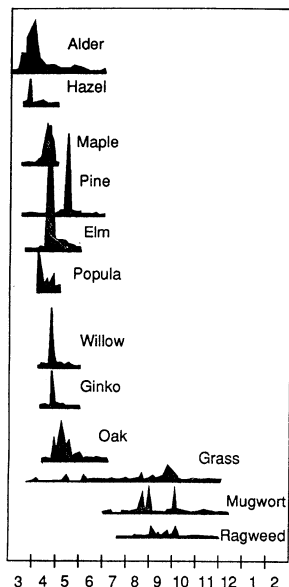 Alder
Hazel
Maple
Pine
Elm
Popula
Willow
Ginko
Oak
Grass
Mugwort
Ragweed
3 4 5 6 7 8 9 10 11 12 1 2